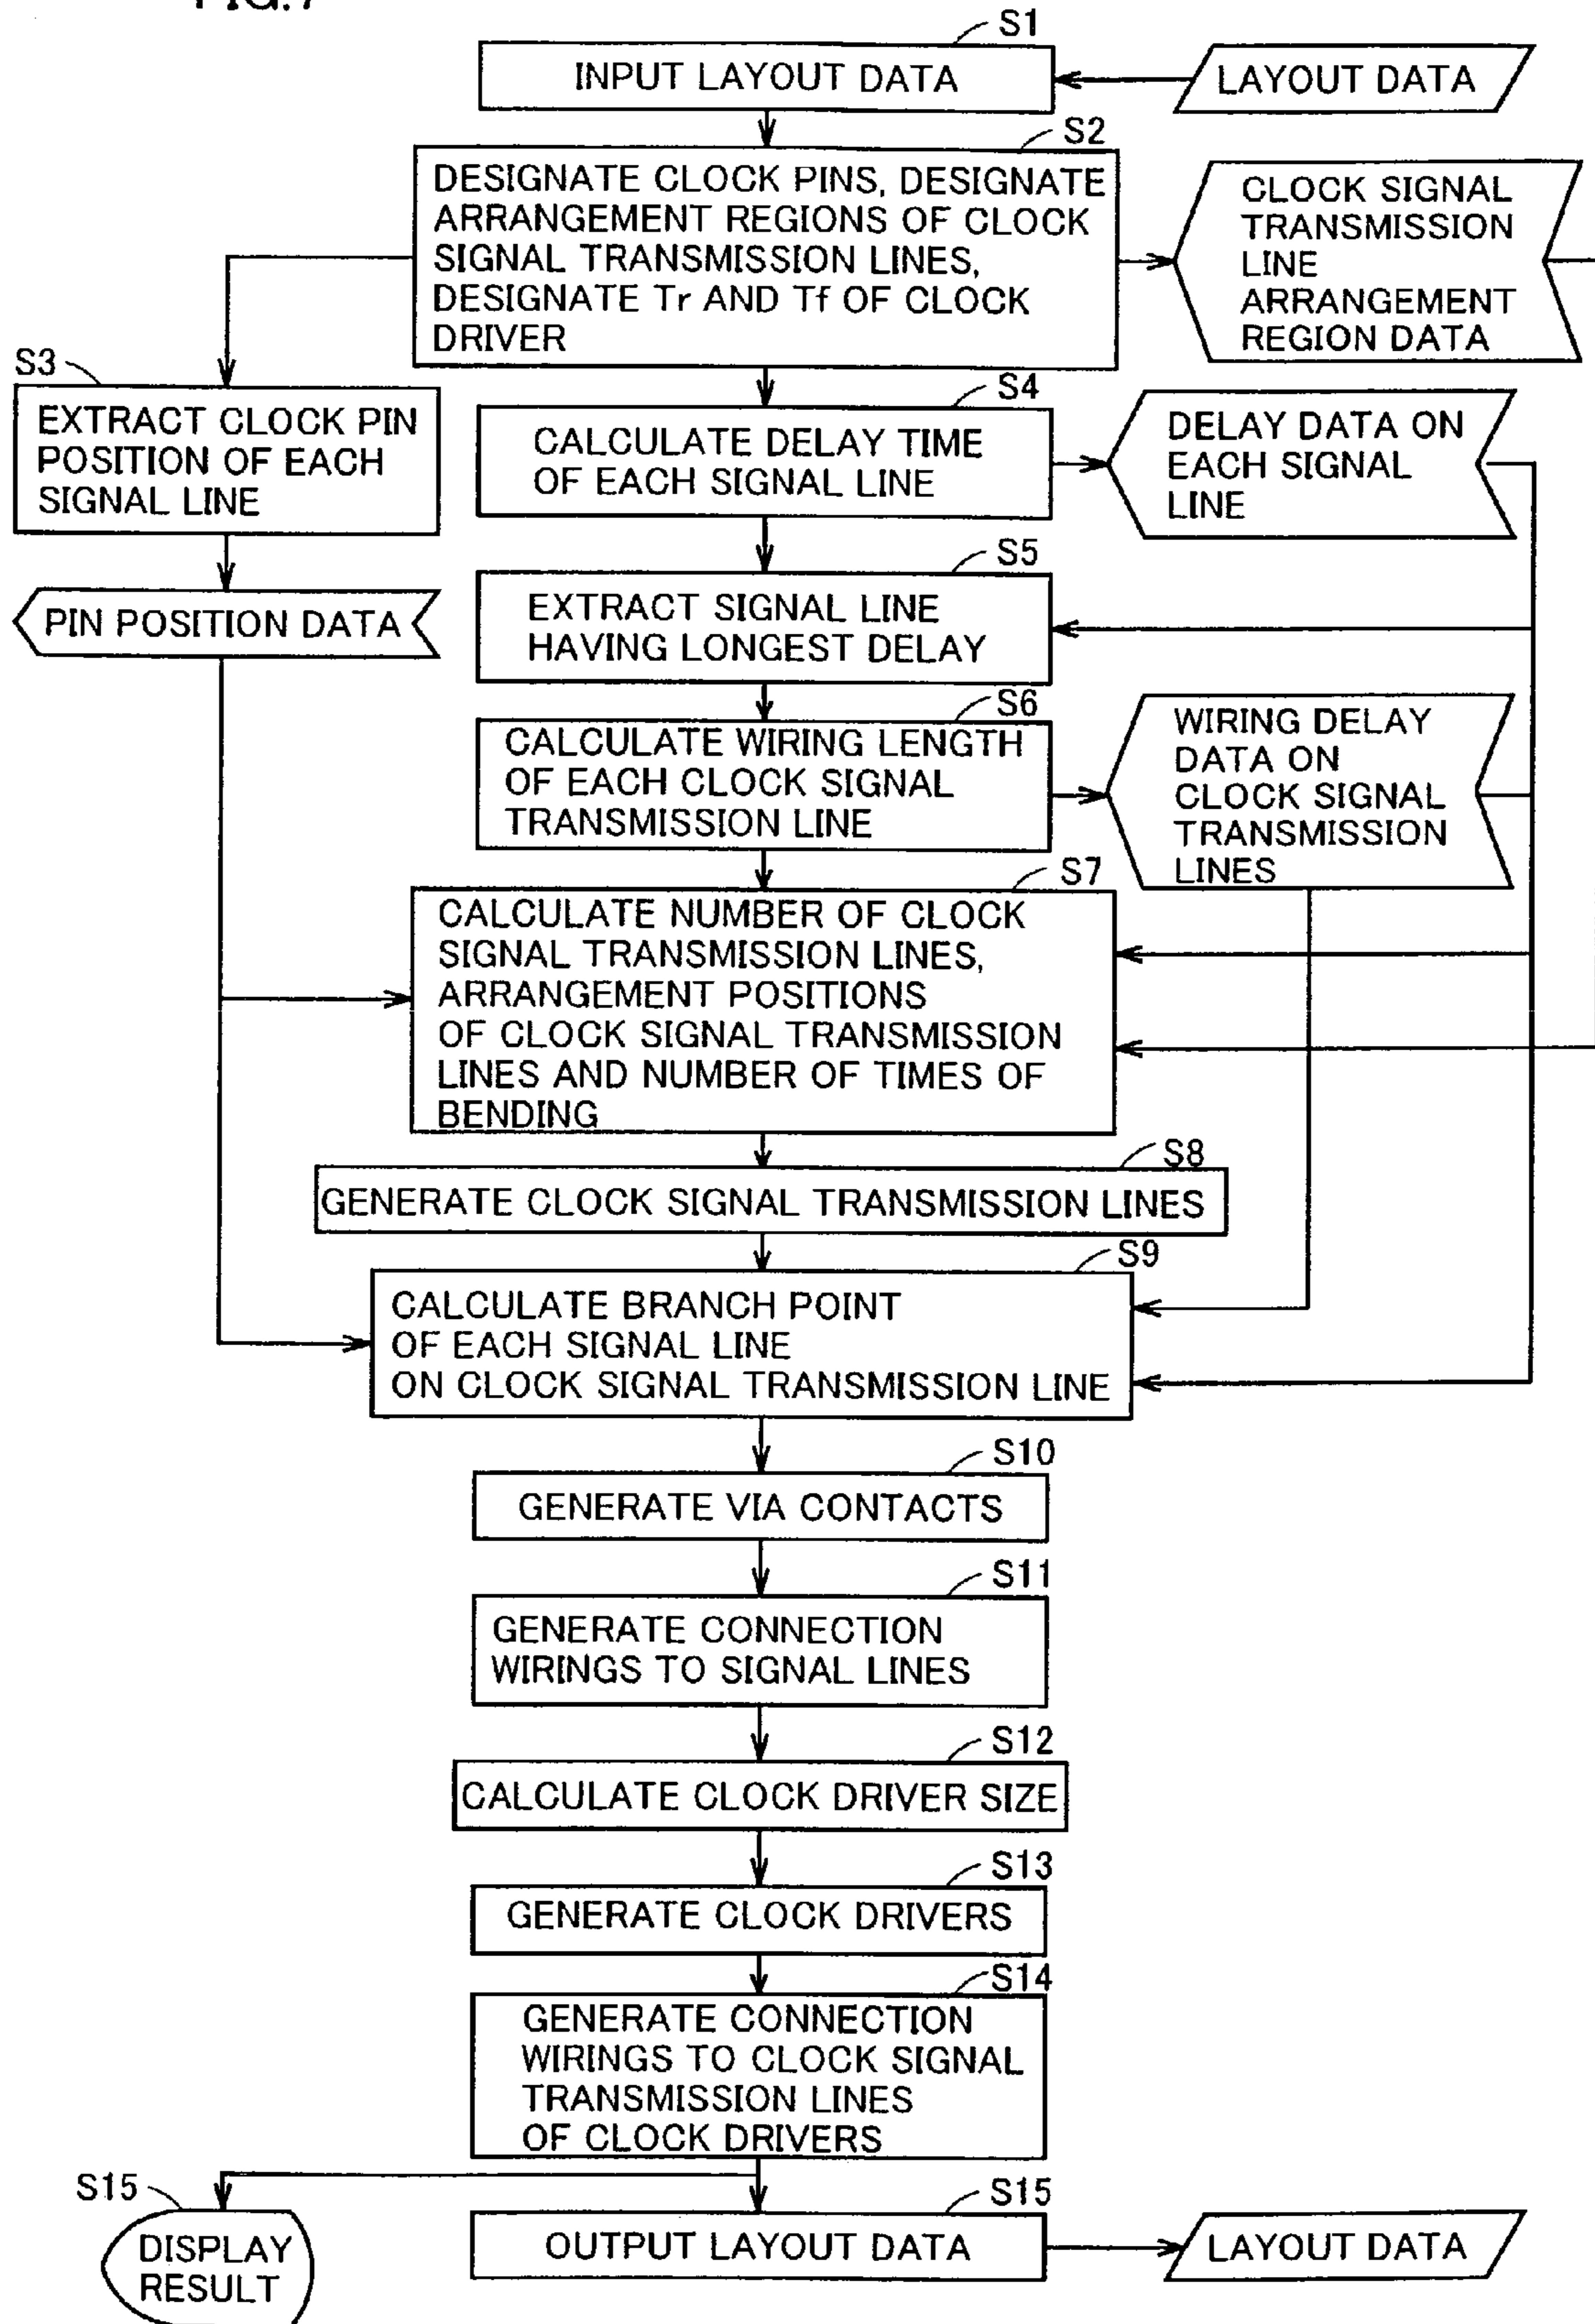 FIG.7
S1
INPUT LAYOUT DATA
LAYOUT DATA
S2
DESIGNATE CLOCK PINS, DESIGNATE
ARRANGEMENT REGIONS OF CLOCK
SIGNAL TRANSMISSION LINES,
DESIGNATE Tr AND Tf OF CLOCK
DRIVER
CLOCK SIGNAL
TRANSMISSION
LINE
ARRANGEMENT
REGION DATA
S3
EXTRACT CLOCK PIN
POSITION OF EACH
SIGNAL LINE
S4
CALCULATE DELAY TIME
OF EACH SIGNAL LINE
DELAY DATA ON
EACH SIGNAL
LINE
PIN POSITION DATA
S5
EXTRACT SIGNAL LINE
HAVING LONGEST DELAY
S6
CALCULATE WIRING LENGTH
OF EACH CLOCK SIGNAL
TRANSMISSION LINE
WIRING DELAY
DATA ON
CLOCK SIGNAL
TRANSMISSION
LINES
S7
CALCULATE NUMBER OF CLOCK
SIGNAL TRANSMISSION LINES,
ARRANGEMENT POSITIONS
OF CLOCK SIGNAL TRANSMISSION
LINES AND NUMBER OF TIMES OF
BENDING
S8
GENERATE CLOCK SIGNAL TRANSMISSION LINES
S9
CALCULATE BRANCH POINT
OF EACH SIGNAL LINE
ON CLOCK SIGNAL TRANSMISSION LINE
S10
GENERATE VIA CONTACTS
S11
GENERATE CONNECTION
WIRINGS TO SIGNAL LINES
S12
CALCULATE CLOCK DRIVER SIZE
S13
GENERATE CLOCK DRIVERS
S14
GENERATE CONNECTION
WIRINGS TO CLOCK SIGNAL
TRANSMISSION LINES
OF CLOCK DRIVERS
S15
DISPLAY
RESULT
S15
OUTPUT LAYOUT DATA
LAYOUT DATA